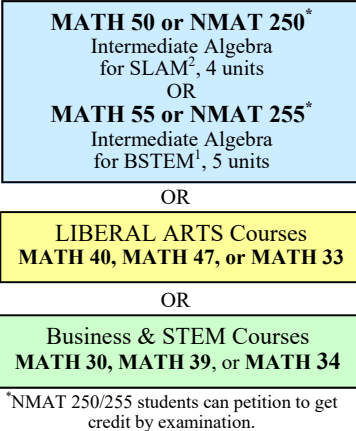 MATH 50 or NMAT 250*
Intermediate Algebra
for SLAM², 4 units
OR
MATH 55 or NMAT 255*
Intermediate Algebra
for BSTEM¹, 5 units
OR
LIBERAL ARTS Courses
MATH 40, MATH 47, or MATH 33
OR
Business & STEM Courses
MATH 30, MATH 39, or MATH 34
*NMAT 250/255 students can petition to get
credit by examination.